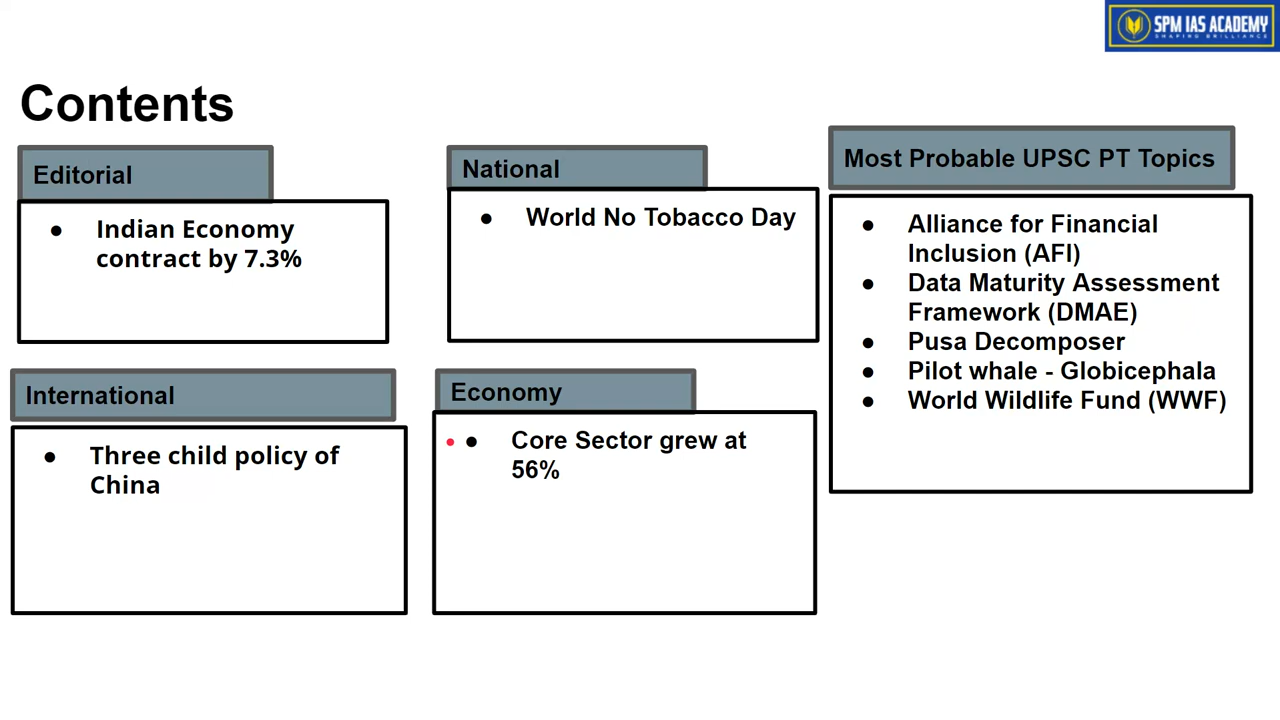 SPM IAS ACADEMY
SHAPING BRILLIANCE
Contents
Editorial
● Indian Economy
contract by 7.3%
National
● World No Tobacco Day
Most Probable UPSC PT Topics
● Alliance for Financial
Inclusion (AFI)
● Data Maturity Assessment
Framework (DMAE)
● Pusa Decomposer
● Pilot whale - Globicephala
● World Wildlife Fund (WWF)
International
● Three child policy of
China
Economy
● Core Sector grew at
56%